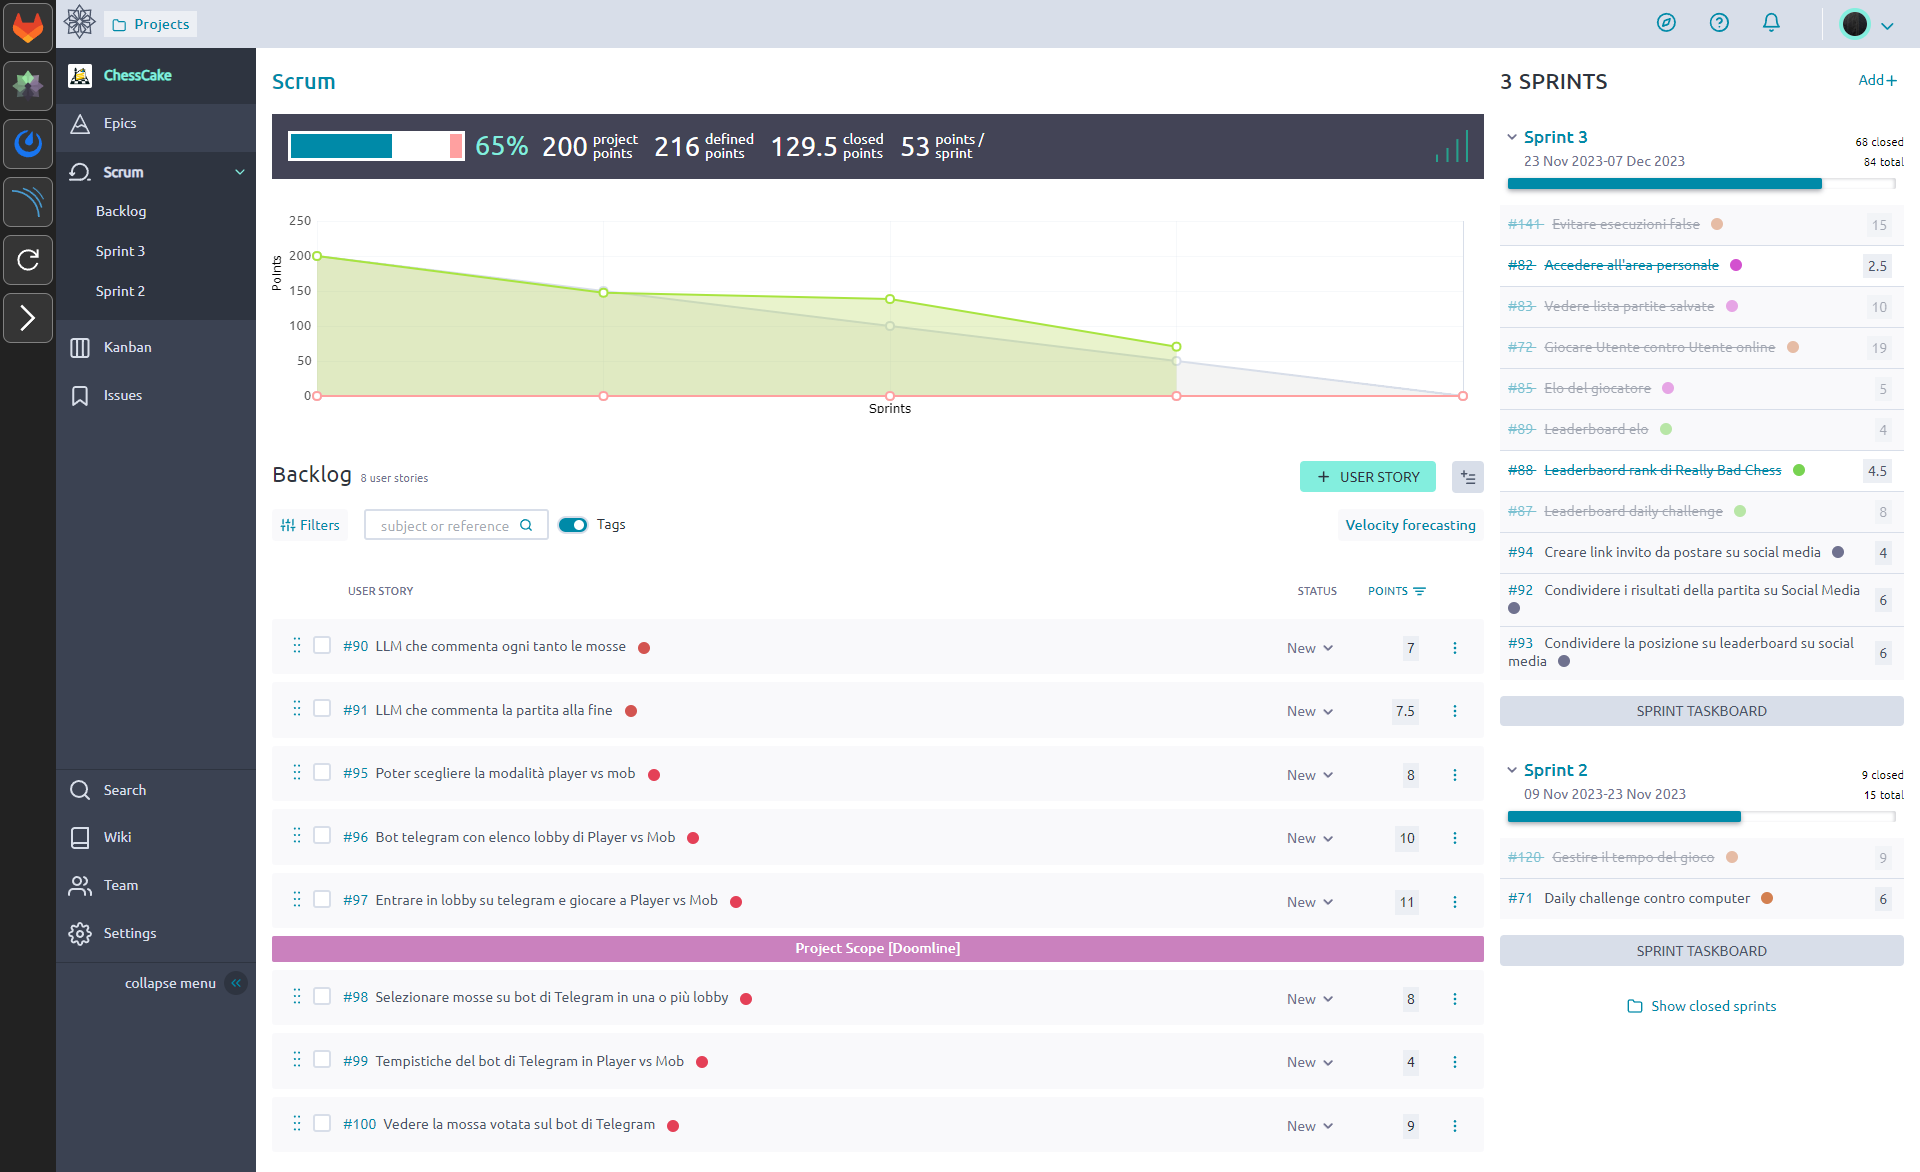 Projects
ChessCake
Epics
Scrum
Backlog
Sprint 3
Sprint 2
Kanban
Issues
Search
Wiki
Team
Settings
collapse menu
Scrum
65% 200 project points 216 defined points 129.5 closed points 53 points / sprint
250
200
150
100
50
0
Points
Sprints
Backlog 8 user stories
+ USER STORY
Filters
subject or reference
Tags
Velocity forecasting
USER STORY STATUS POINTS
#90 LLM che commenta ogni tanto le mosse New 7
#91 LLM che commenta la partita alla fine New 7.5
#95 Poter scegliere la modalità player vs mob New 8
#96 Bot telegram con elenco lobby di Player vs Mob New 10
#97 Entrare in lobby su telegram e giocare a Player vs Mob New 11
Project Scope [Doomline]
#98 Selezionare mosse su bot di Telegram in una o più lobby New 8
#99 Tempistiche del bot di Telegram in Player vs Mob New 4
#100 Vedere la mossa votata sul bot di Telegram New 9
3 SPRINTS Add+
Sprint 3 68 closed
23 Nov 2023-07 Dec 2023 84 total
#141 Evitare esecuzioni false 15
#82 Accedere all'area personale 2.5
#83 Vedere lista partite salvate 10
#72 Giocare Utente contro Utente online 19
#85 Elo del giocatore 5
#89 Leaderboard elo 4
#88 Leaderbaord rank di Really Bad Chess 4.5
#87 Leaderboard daily challenge 8
#94 Creare link invito da postare su social media 4
#92 Condividere i risultati della partita su Social Media 6
#93 Condividere la posizione su leaderboard su social
media 6
SPRINT TASKBOARD
Sprint 2 9 closed
09 Nov 2023-23 Nov 2023 15 total
#120 Gestire il tempo del gioco 9
#71 Daily challenge contro computer 6
SPRINT TASKBOARD
Show closed sprints